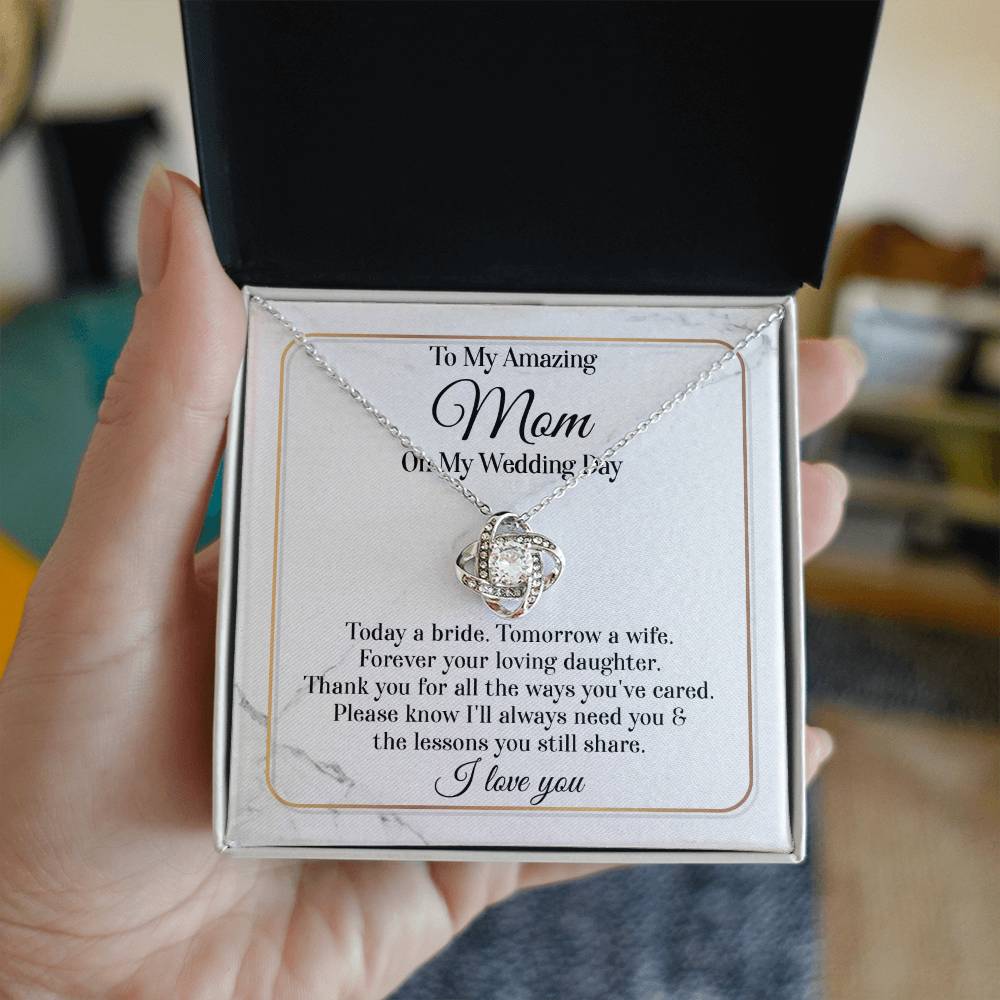 To My Amazing
Mom
On My Wedding Day
Today a bride. Tomorrow a wife.
Forever your loving daughter.
Thank you for all the ways you've cared.
Please know I'll always need you &
the lessons you still share.
I love you